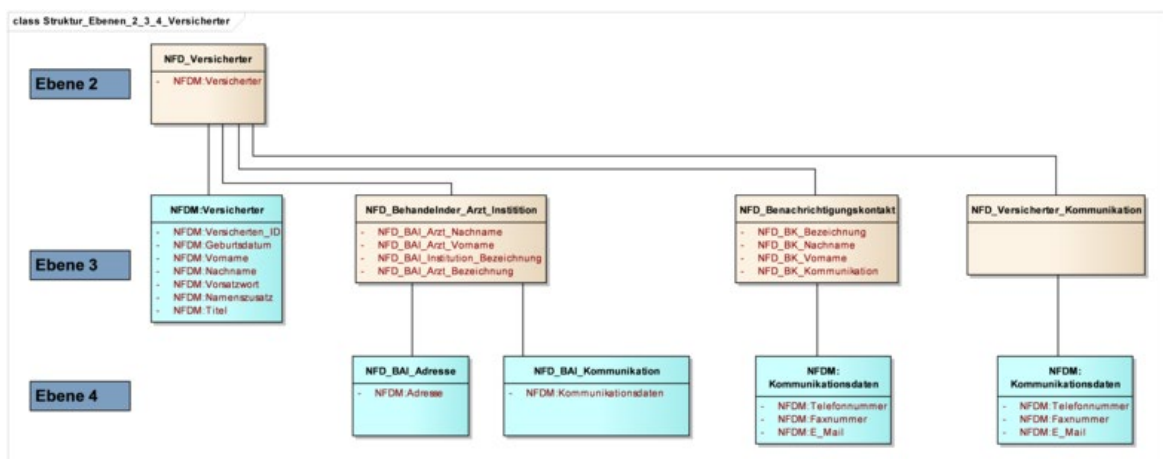 class Struktur_Ebenen_2_3_4_Versicherter
Ebene 2
NFD_Versicherter
- NFDM:Versicherter
Ebene 3
NFDM:Versicherter
- NFDM:Versicherten_ID
- NFDM:Geburtsdatum
- NFDM:Vorname
- NFDM:Nachname
- NFDM:Vorsatzwort
- NFDM:Namenszusatz
- NFDM:Titel
NFD_Behandelnder_Arzt_Institition
- NFD_BAI_Arzt_Nachname
- NFD_BAI_Arzt_Vorname
- NFD_BAI_Institution_Bezeichnung
- NFD_BAI_Arzt_Bezeichnung
NFD_Benachrichtigungskontakt
- NFD_BK_Bezeichnung
- NFD_BK_Nachname
- NFD_BK_Vorname
- NFD_BK_Kommunikation
NFD_Versicherter_Kommunikation
Ebene 4
NFD_BAI_Adresse
- NFDM:Adresse
NFD_BAI_Kommunikation
- NFDM:Kommunikationsdaten
NFDM:
Kommunikationsdaten
- NFDM:Telefonnummer
- NFDM:Faxnummer
- NFDM:E_Mail
NFDM:
Kommunikationsdaten
- NFDM:Telefonnummer
- NFDM:Faxnummer
- NFDM:E_Mail